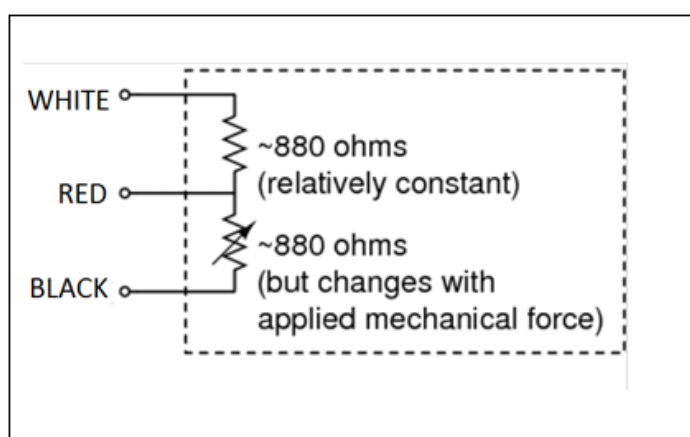 WHITE
~880 ohms
(relatively constant)
RED
~880 ohms
(but changes with
applied mechanical force)
BLACK